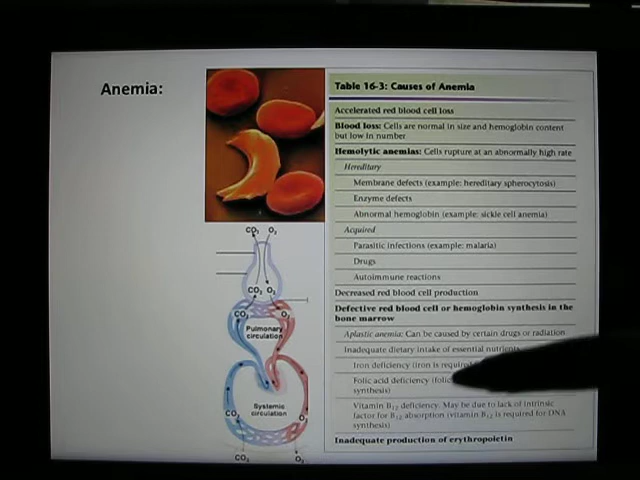 Anemia:
Table 16-3: Causes of Anemia
Accelerated red blood cell loss
Blood loss: Cells are normal in size and hemoglobin content
but low in number
Hemolytic anemias: Cells rupture at an abnormally high rate
Hereditary
Membrane defects (example: hereditary spherocytosis)
Enzyme defects
Abnormal hemoglobin (example: sickle cell anemia)
Acquired
Parasitic infections (example: malaria)
Drugs
Autoimmune reactions
Decreased red blood cell production
Defective red blood cell or hemoglobin synthesis in the
bone marrow
Aplastic anemia: Can be caused by certain drugs or radiation
Inadequate dietary intake of essential nutrients
Iron deficiency (iron is required
Folic acid deficiency (folic
synthesis)
Vitamin B12 deficiency: May be due to lack of intrinsic
factor for B12 absorption (vitamin B12 is required for DNA
synthesis)
Inadequate production of erythropoietin
CO2 O2
CO2 O2
CO2 O2
Pulmonary
circulation
Systemic
circulation
CO2 O2
CO2 O2